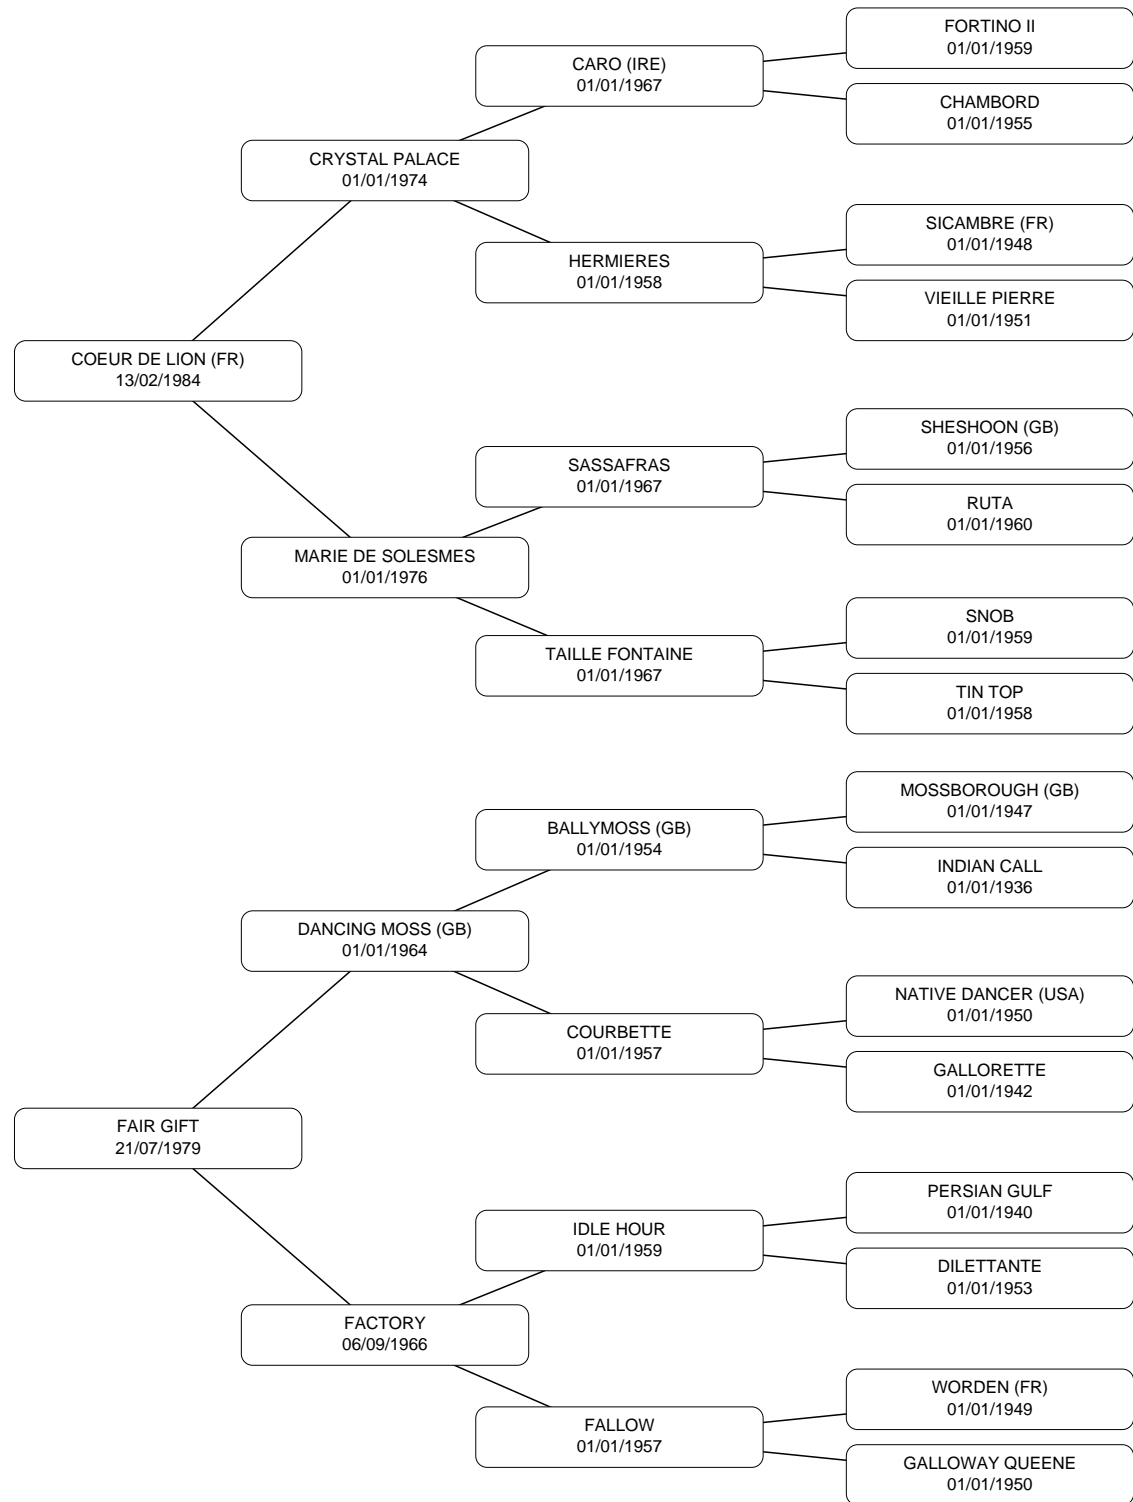 FORTINO II
01/01/1959
CARO (IRE)
01/01/1967
CHAMBORD
01/01/1955
CRYSTAL PALACE
01/01/1974
SICAMBRE (FR)
01/01/1948
HERMIERES
01/01/1958
VIEILLE PIERRE
01/01/1951
COEUR DE LION (FR)
13/02/1984
SHESHOON (GB)
01/01/1956
SASSAFRAS
01/01/1967
RUTA
01/01/1960
MARIE DE SOLESMES
01/01/1976
SNOB
01/01/1959
TAILLE FONTAINE
01/01/1967
TIN TOP
01/01/1958
MOSSBOROUGH (GB)
01/01/1947
BALLYMOSS (GB)
01/01/1954
INDIAN CALL
01/01/1936
DANCING MOSS (GB)
01/01/1964
NATIVE DANCER (USA)
01/01/1950
COURBETTE
01/01/1957
GALLORETTE
01/01/1942
FAIR GIFT
21/07/1979
PERSIAN GULF
01/01/1940
IDLE HOUR
01/01/1959
DILETTANTE
01/01/1953
FACTORY
06/09/1966
WORDEN (FR)
01/01/1949
FALLOW
01/01/1957
GALLOWAY QUEENE
01/01/1950